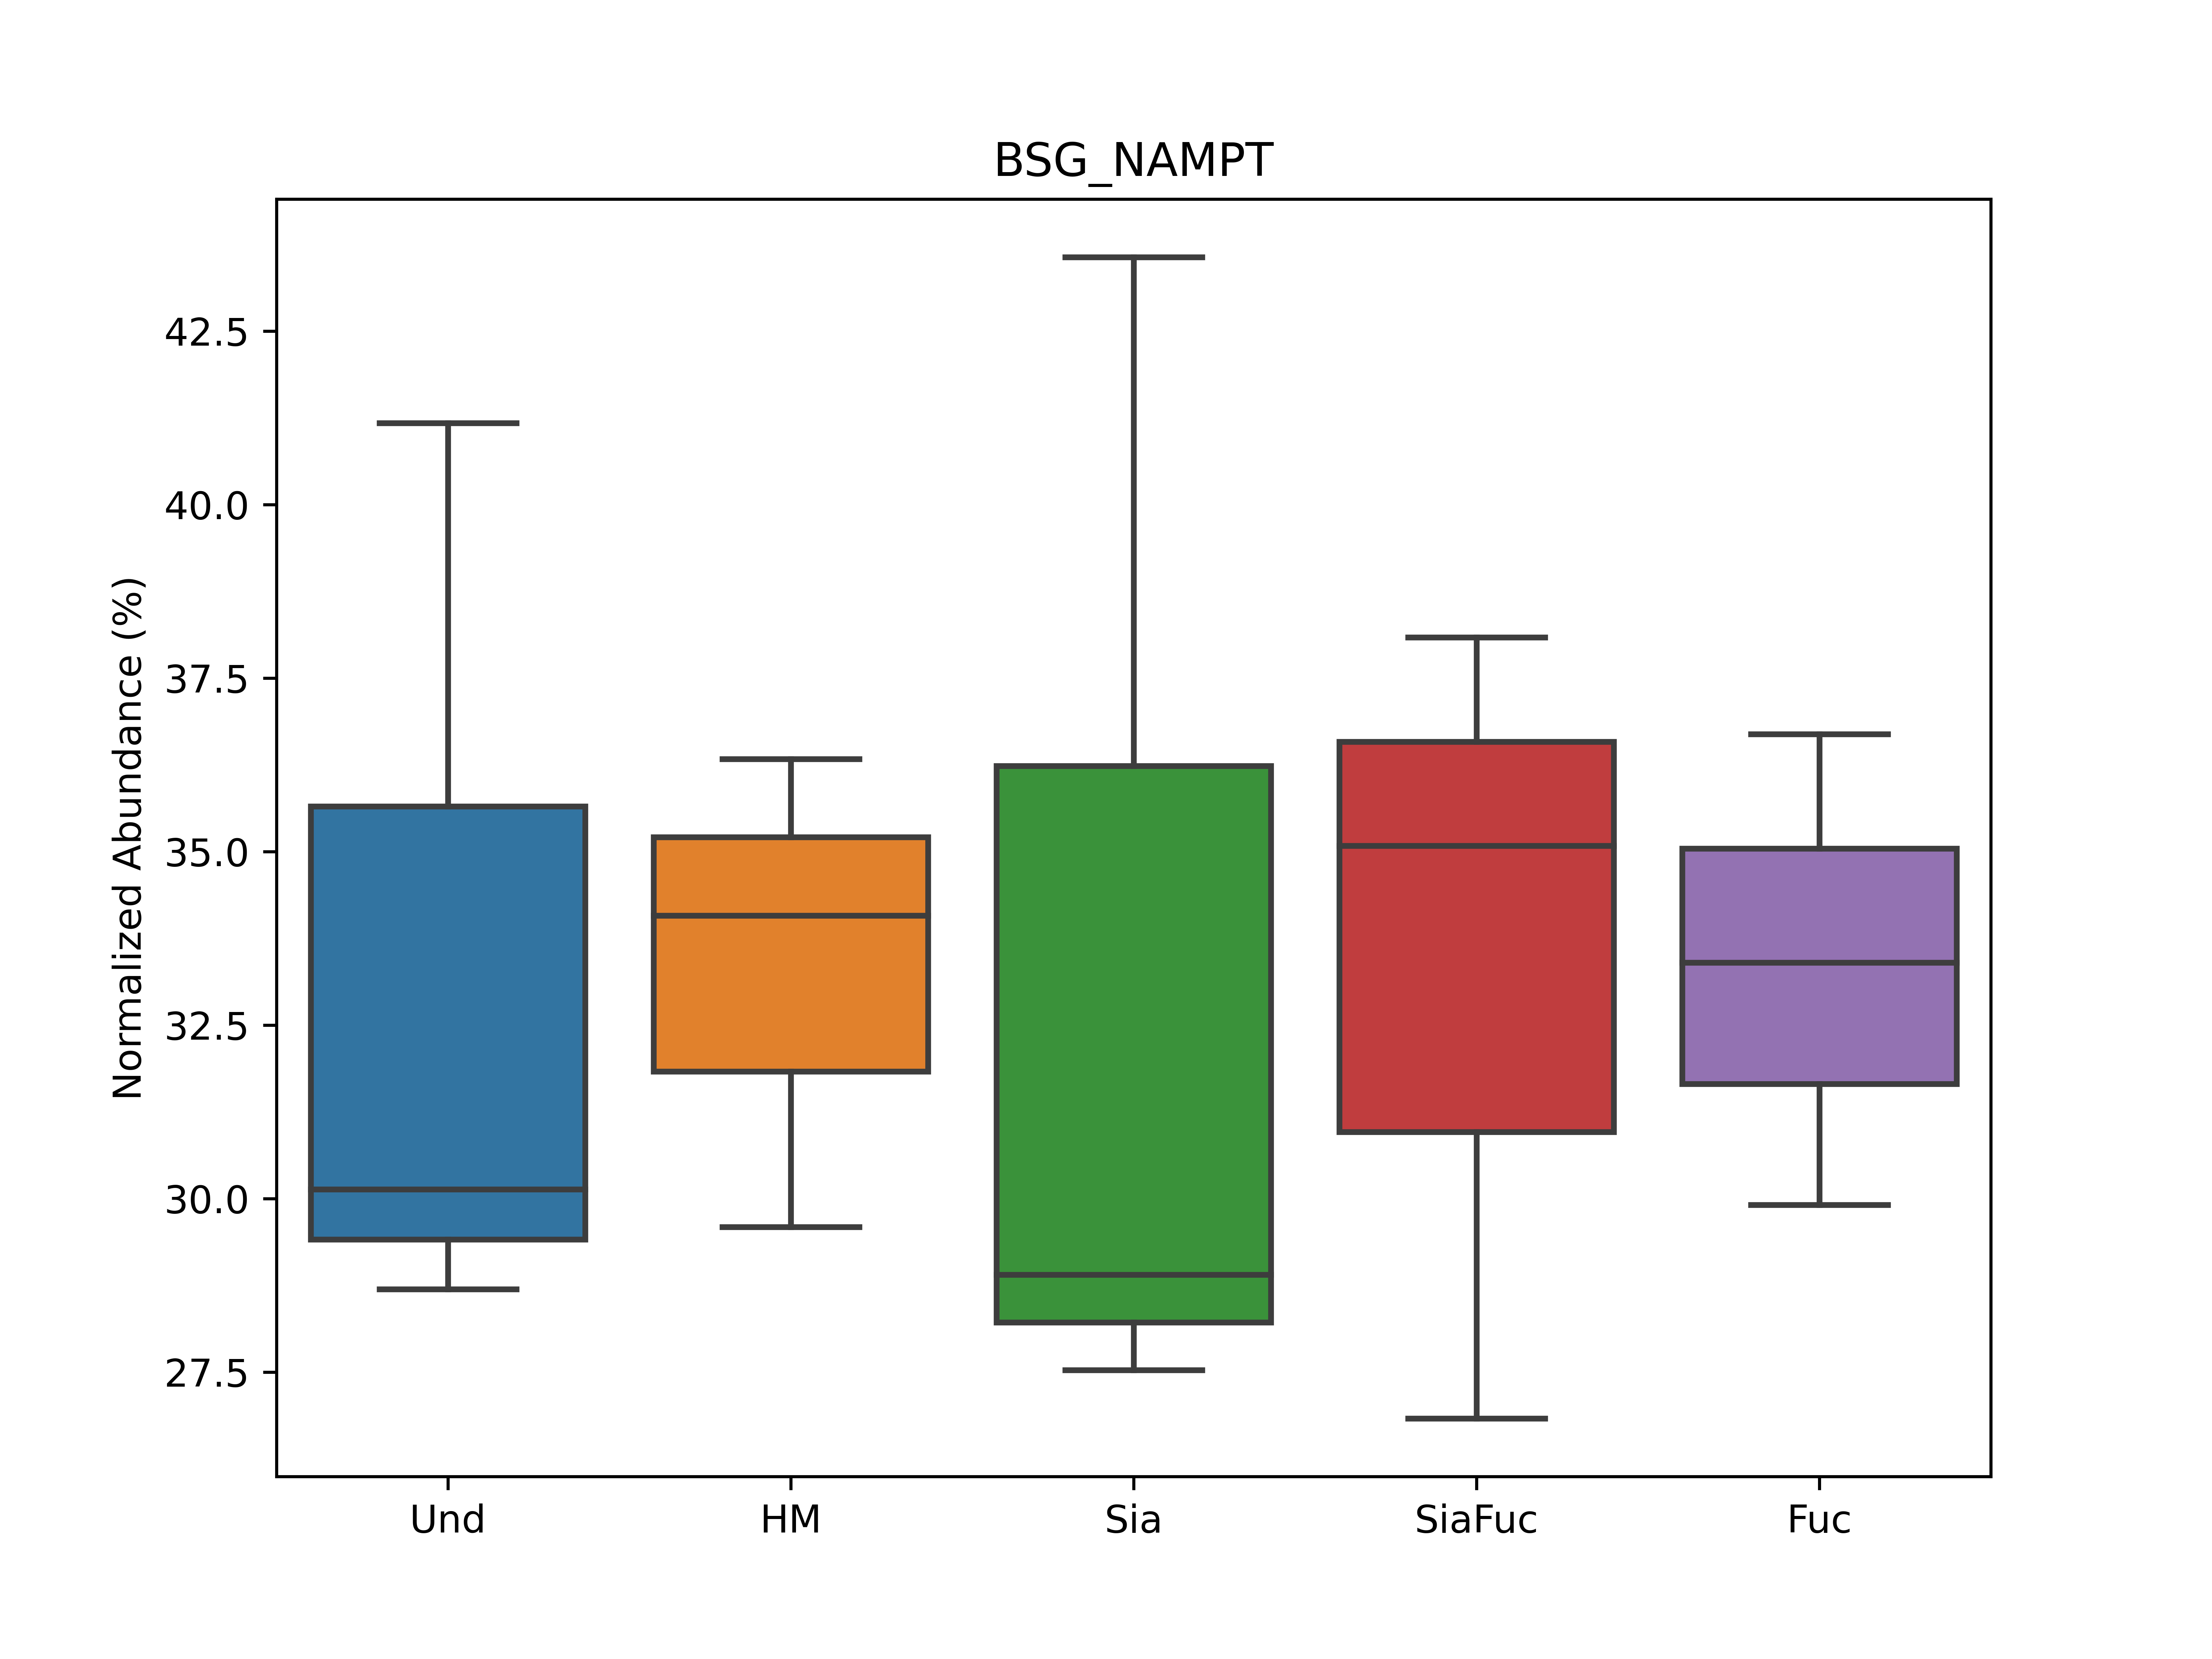 BSG_NAMPT
Normalized Abundance (%)
42.5
40.0
37.5
35.0
32.5
30.0
27.5
Und HM Sia SiaFuc Fuc